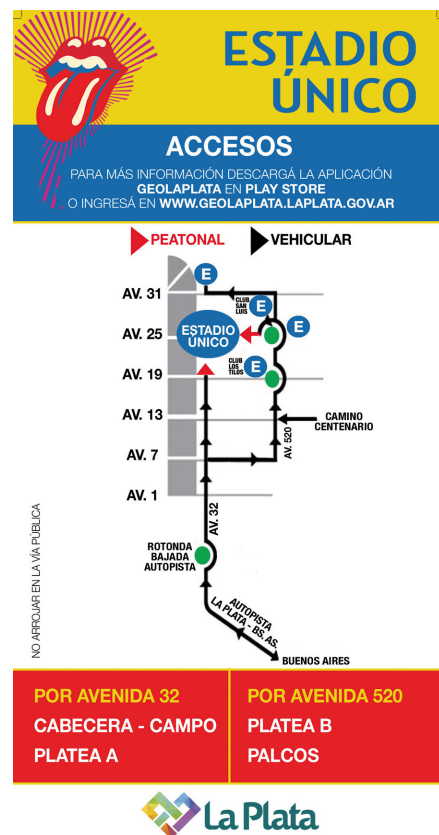 ESTADIO
ÚNICO
ACCESOS
PARA MÁS INFORMACIÓN DESCARGÁ LA APLICACIÓN
GEOLAPLATA EN PLAY STORE
O INGRESÁ EN WWW.GEOLAPLATA.LAPLATA.GOV.AR
PEATONAL
VEHICULAR
E
AV. 31
CLUB
SAN
LUIS
E
AV. 25
ESTADIO
ÚNICO
E
AV. 19
CLUB
LOS
TILOS
E
AV. 13
CAMINO
CENTENARIO
AV. 520
AV. 7
AV. 1
AV. 32
NO ARROJAR EN LA VÍA PÚBLICA
ROTONDA
BAJADA
AUTOPISTA
AUTOPISTA
LA PLATA - BS. AS.
BUENOS AIRES
POR AVENIDA 32
CABECERA - CAMPO
PLATEA A
POR AVENIDA 520
PLATEA B
PALCOS
La Plata